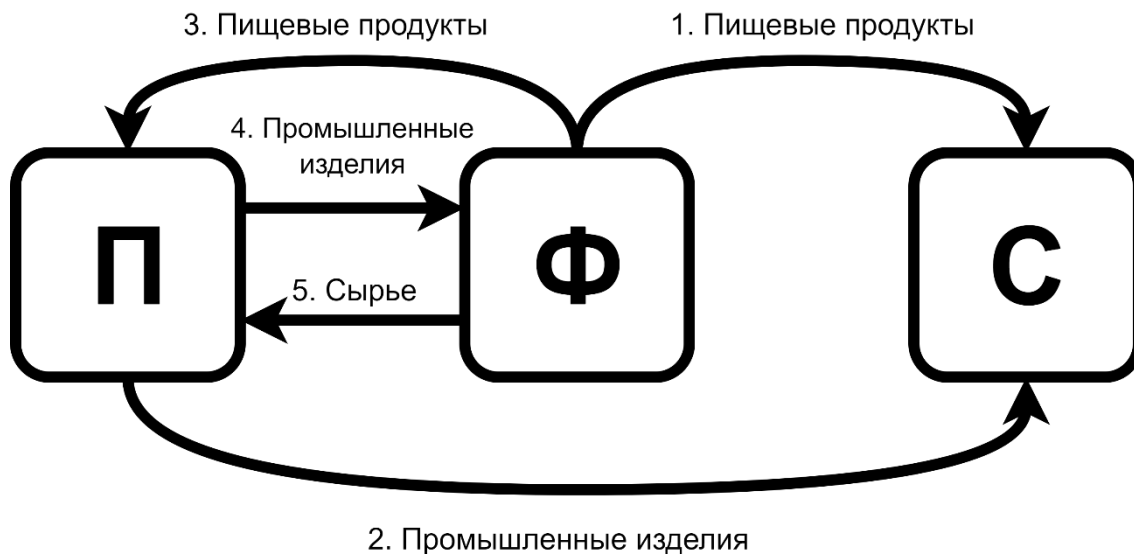 3. Пищевые продукты
1. Пищевые продукты
4. Промышленные
изделия
П
Ф
С
5. Сырье
2. Промышленные изделия